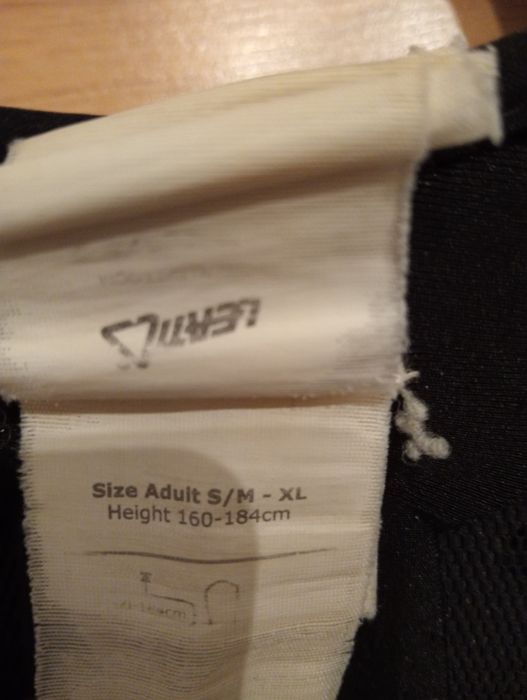 LEATT
Size Adult S/M - XL
Height 160-184cm